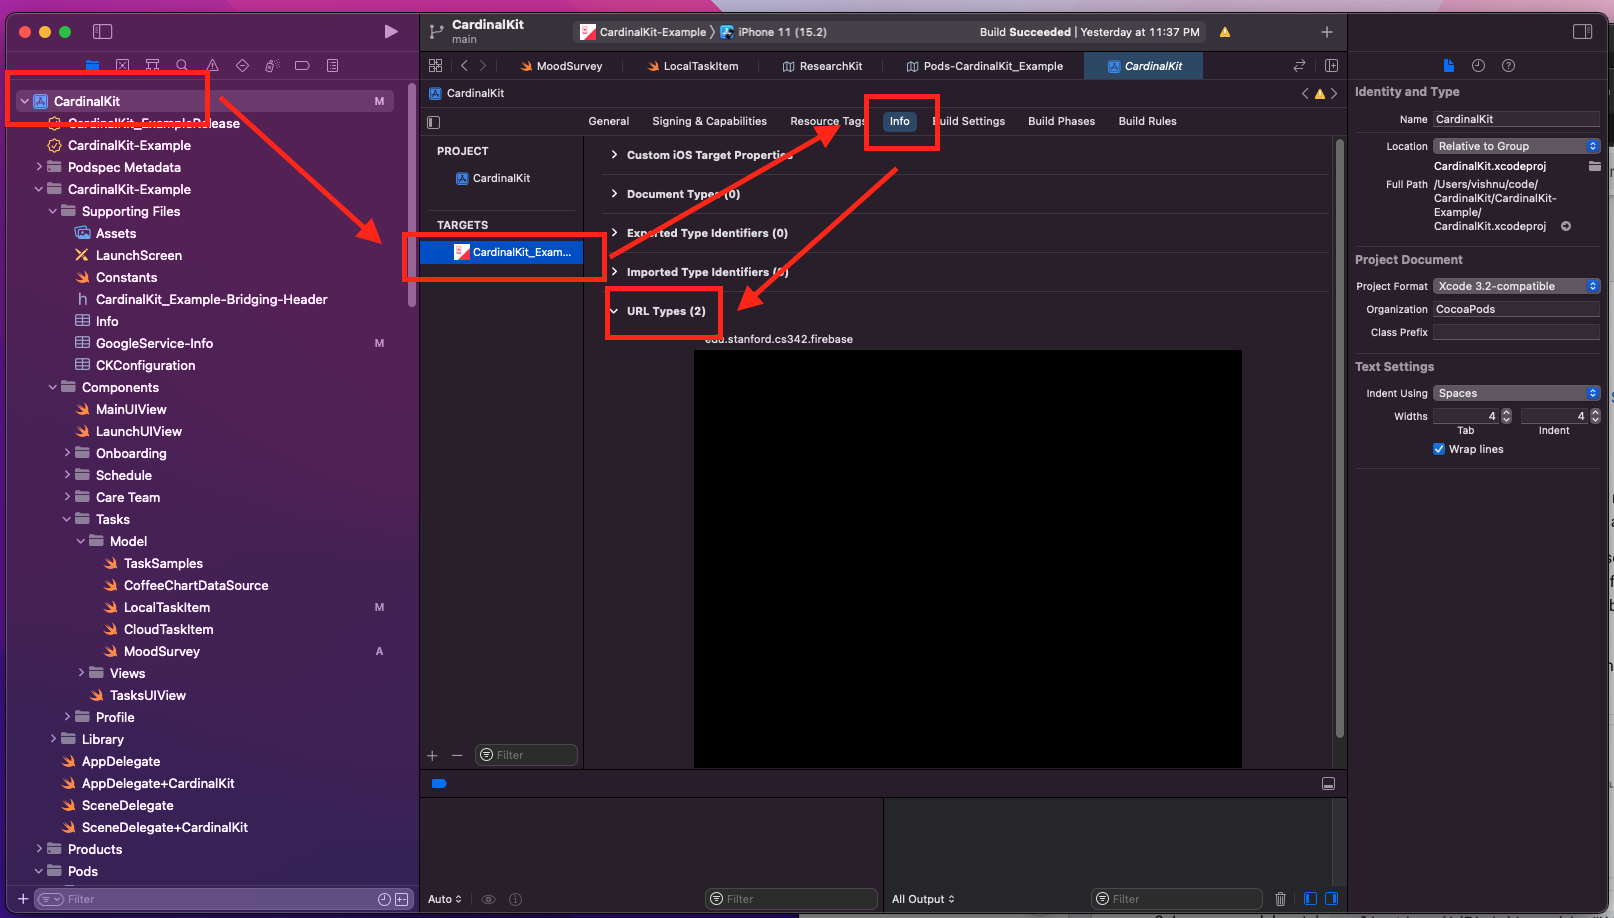 CardinalKit
main
CardinalKit-Example
iPhone 11 (15.2)
Build Succeeded | Yesterday at 11:37 PM
CardinalKit
M
CardinalKit_ExampleRelease
CardinalKit-Example
Podspec Metadata
CardinalKit-Example
Supporting Files
Assets
LaunchScreen
Constants
h CardinalKit_Example-Bridging-Header
Info
GoogleService-Info
M
CKConfiguration
Components
MainUIView
LaunchUIView
Onboarding
Schedule
Care Team
Tasks
Model
TaskSamples
CoffeeChartDataSource
LocalTaskItem
M
CloudTaskItem
MoodSurvey
A
Views
TasksUIView
Profile
Library
AppDelegate
AppDelegate+CardinalKit
SceneDelegate
SceneDelegate+CardinalKit
Products
Pods
Filter
MoodSurvey
LocalTaskItem
ResearchKit
Pods-CardinalKit_Example
CardinalKit
CardinalKit
General
Signing & Capabilities
Resource Tags
Info
Build Settings
Build Phases
Build Rules
PROJECT
CardinalKit
TARGETS
CardinalKit_Exam...
Filter
Custom iOS Target Properties
Document Types (0)
Exported Type Identifiers (0)
Imported Type Identifiers (0)
URL Types (2)
edu.stanford.cs342.firebase
Auto
Filter
All Output
Filter
Identity and Type
Name
CardinalKit
Location
Relative to Group
CardinalKit.xcodeproj
Full Path
/Users/vishnu/code/
CardinalKit/CardinalKit-
Example/
CardinalKit.xcodeproj
Project Document
Project Format
Xcode 3.2-compatible
Organization
CocoaPods
Class Prefix
Text Settings
Indent Using
Spaces
Widths
4
4
Tab
Indent
Wrap lines